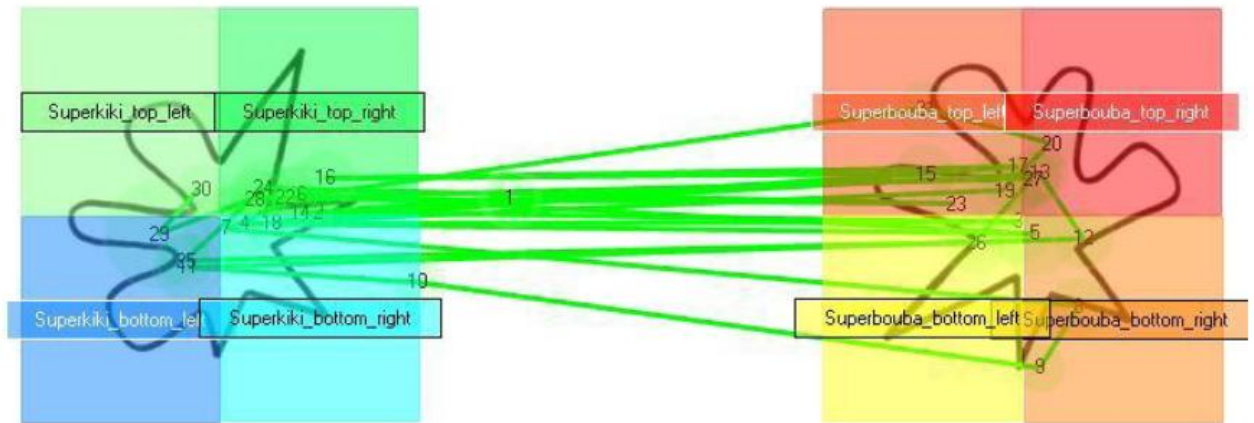 Superkiki_top_left Superkiki_top_right Superbouba_top_left Superbouba_top_right
20
16 17 13
30 24 15 27
28 22 26 19
1 23
14 2 3
29 7 4 18 5
26 12
25 11
10
Superkiki_bottom_left Superkiki_bottom_right Superbouba_bottom_left Superbouba_bottom_right
9